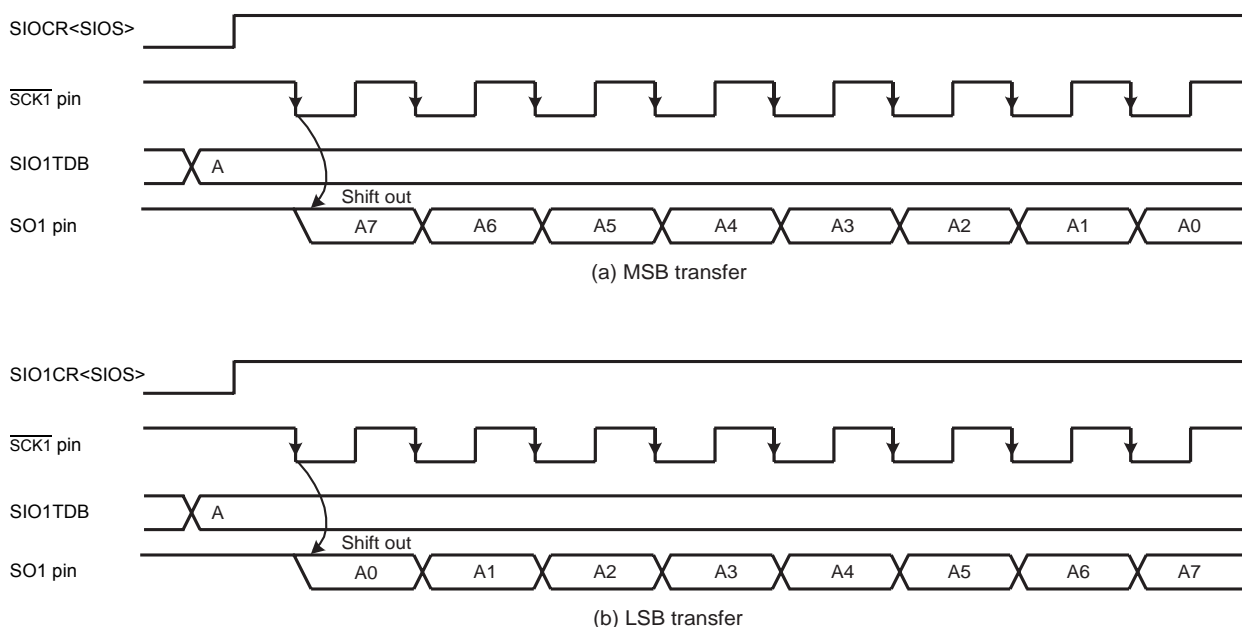 SIOCR<SIOS>
SCK1 pin
SIO1TDB
A
Shift out
SO1 pin
A7 A6 A5 A4 A3 A2 A1 A0
(a) MSB transfer
SIO1CR<SIOS>
SCK1 pin
SIO1TDB
A
Shift out
SO1 pin
A0 A1 A2 A3 A4 A5 A6 A7
(b) LSB transfer